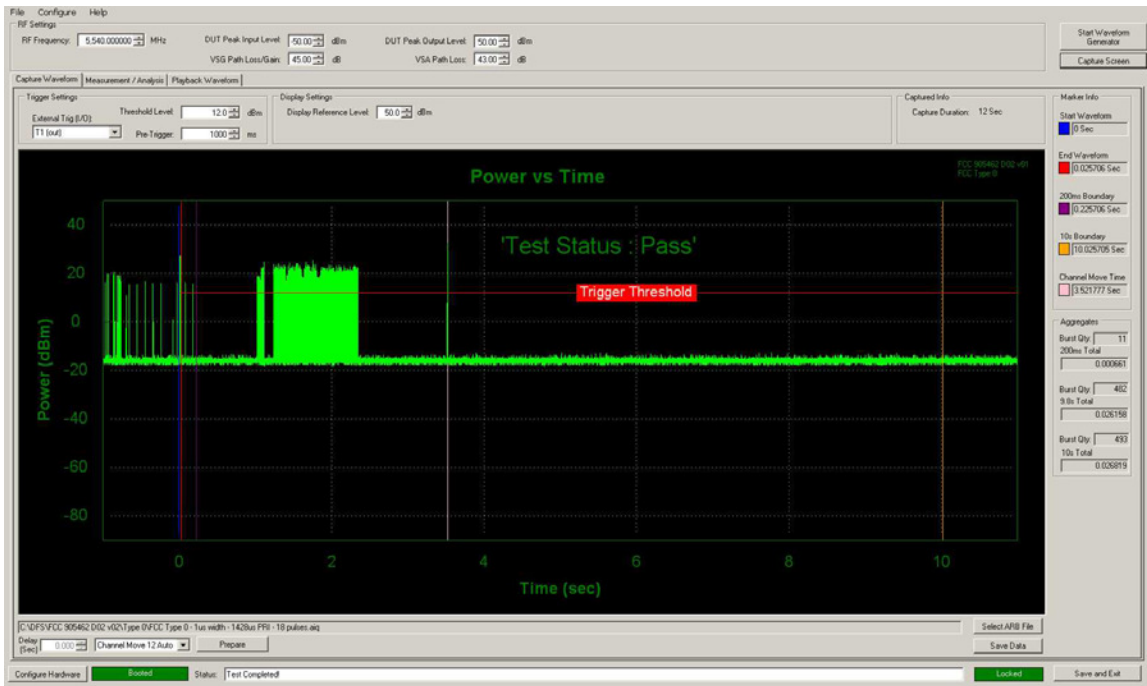 File Configure Help
RF Settings
RF Frequency: 5,540.000000 MHz
DUT Peak Input Level: -50.00 dBm
DUT Peak Output Level: 50.00 dBm
VSG Path Loss/Gain: 45.00 dB
VSA Path Loss: 43.00 dB
Start Waveform Generator
Capture Screen
Capture Waveform Measurement / Analysis Playback Waveform
Trigger Settings
External Trig (I/O):
T1 (out)
Threshold Level: 12.0 dBm
Pre-Trigger: 1000 ms
Display Settings
Display Reference Level: 50.0 dBm
Captured Info
Capture Duration: 12 Sec
Marker Info
Start Waveform
0 Sec
End Waveform
0.025706 Sec
200ms Boundary
0.225706 Sec
10s Boundary
10.025705 Sec
Channel Move Time
3.521777 Sec
Aggregates
Burst Qty: 11
200ms Total
0.000661
Burst Qty: 482
9.8s Total
0.026158
Burst Qty: 493
10s Total
0.026819
Power vs Time
FCC 905462 D02 v01
FCC Type 0
'Test Status : Pass'
Trigger Threshold
Power (dBm)
40
20
0
-20
-40
-60
-80
0 2 4 6 8 10
Time (sec)
C:\DFS\FCC 905462 D02 v02\Type 0\FCC Type 0 - 1us width - 1428us PRI - 18 pulses.aiq
Select ARB File
Delay (Sec) 0.000
Channel Move 12 Auto
Prepare
Save Data
Configure Hardware
Booted
Status: Test Completed!
Locked
Save and Exit